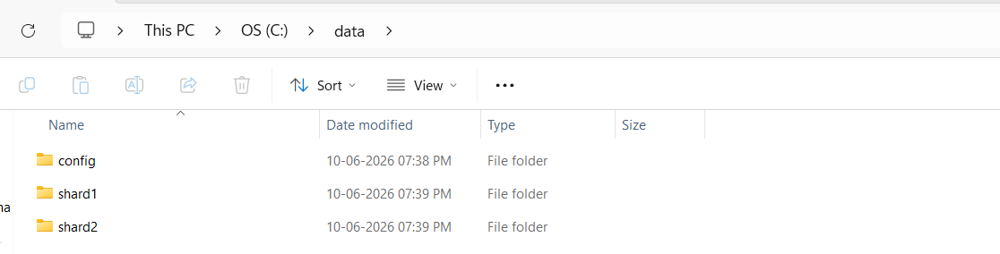 This PC > OS (C:) > data >
Sort View •••
Name Date modified Type Size
config 10-06-2026 07:38 PM File folder
shard1 10-06-2026 07:39 PM File folder
shard2 10-06-2026 07:39 PM File folder